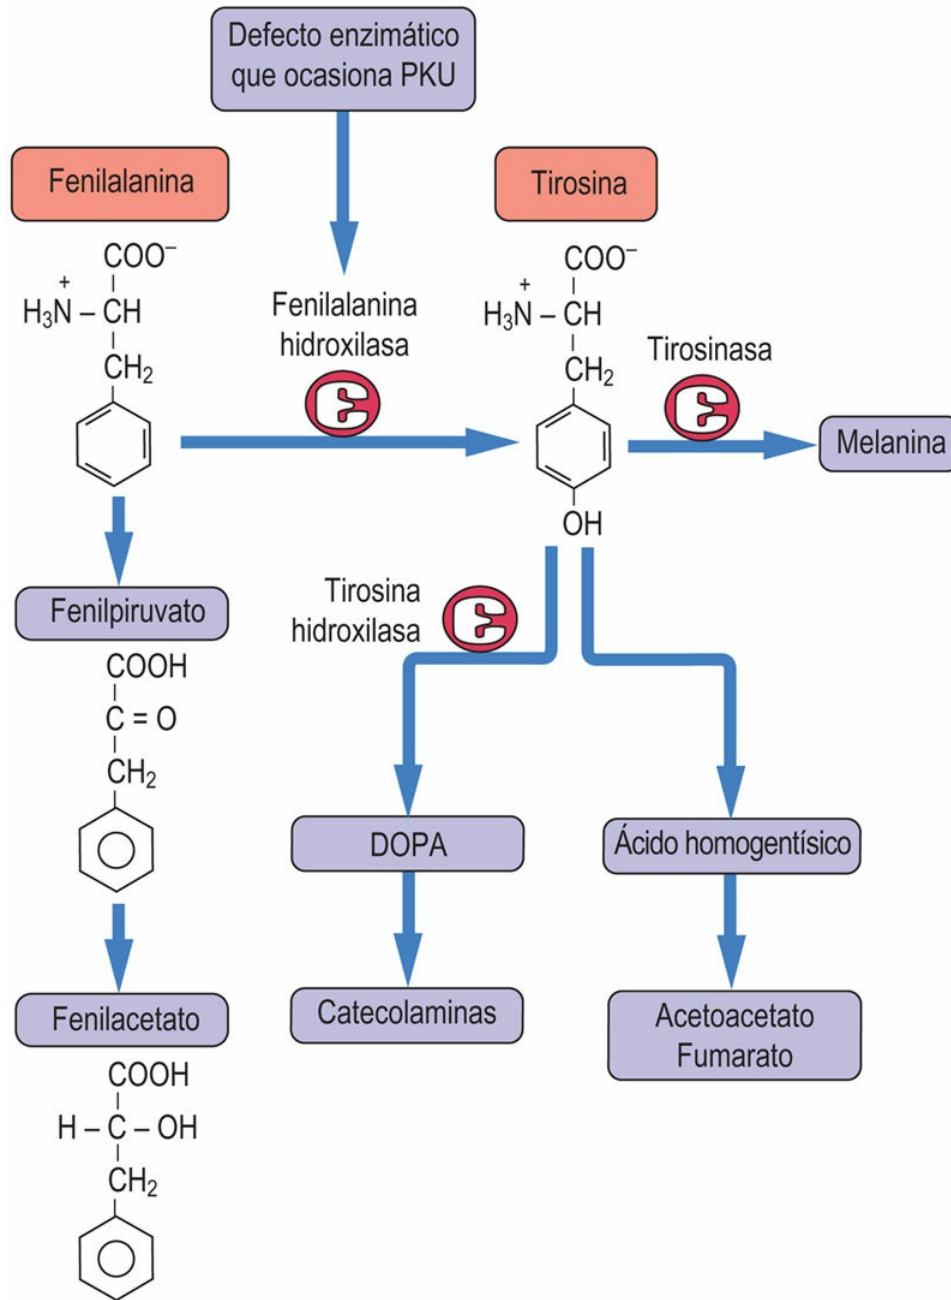 Defecto enzimático
que ocasiona PKU
Fenilalanina
Tirosina
COO⁻
H₃N⁺ – CH
CH₂
Fenilalanina
hidroxilasa
COO⁻
H₃N⁺ – CH
CH₂
OH
Tirosinasa
Melanina
Fenilpiruvato
COOH
C = O
CH₂
Tirosina
hidroxilasa
DOPA
Ácido homogentísico
Fenilacetato
COOH
H – C – OH
CH₂
Catecolaminas
Acetoacetato
Fumarato